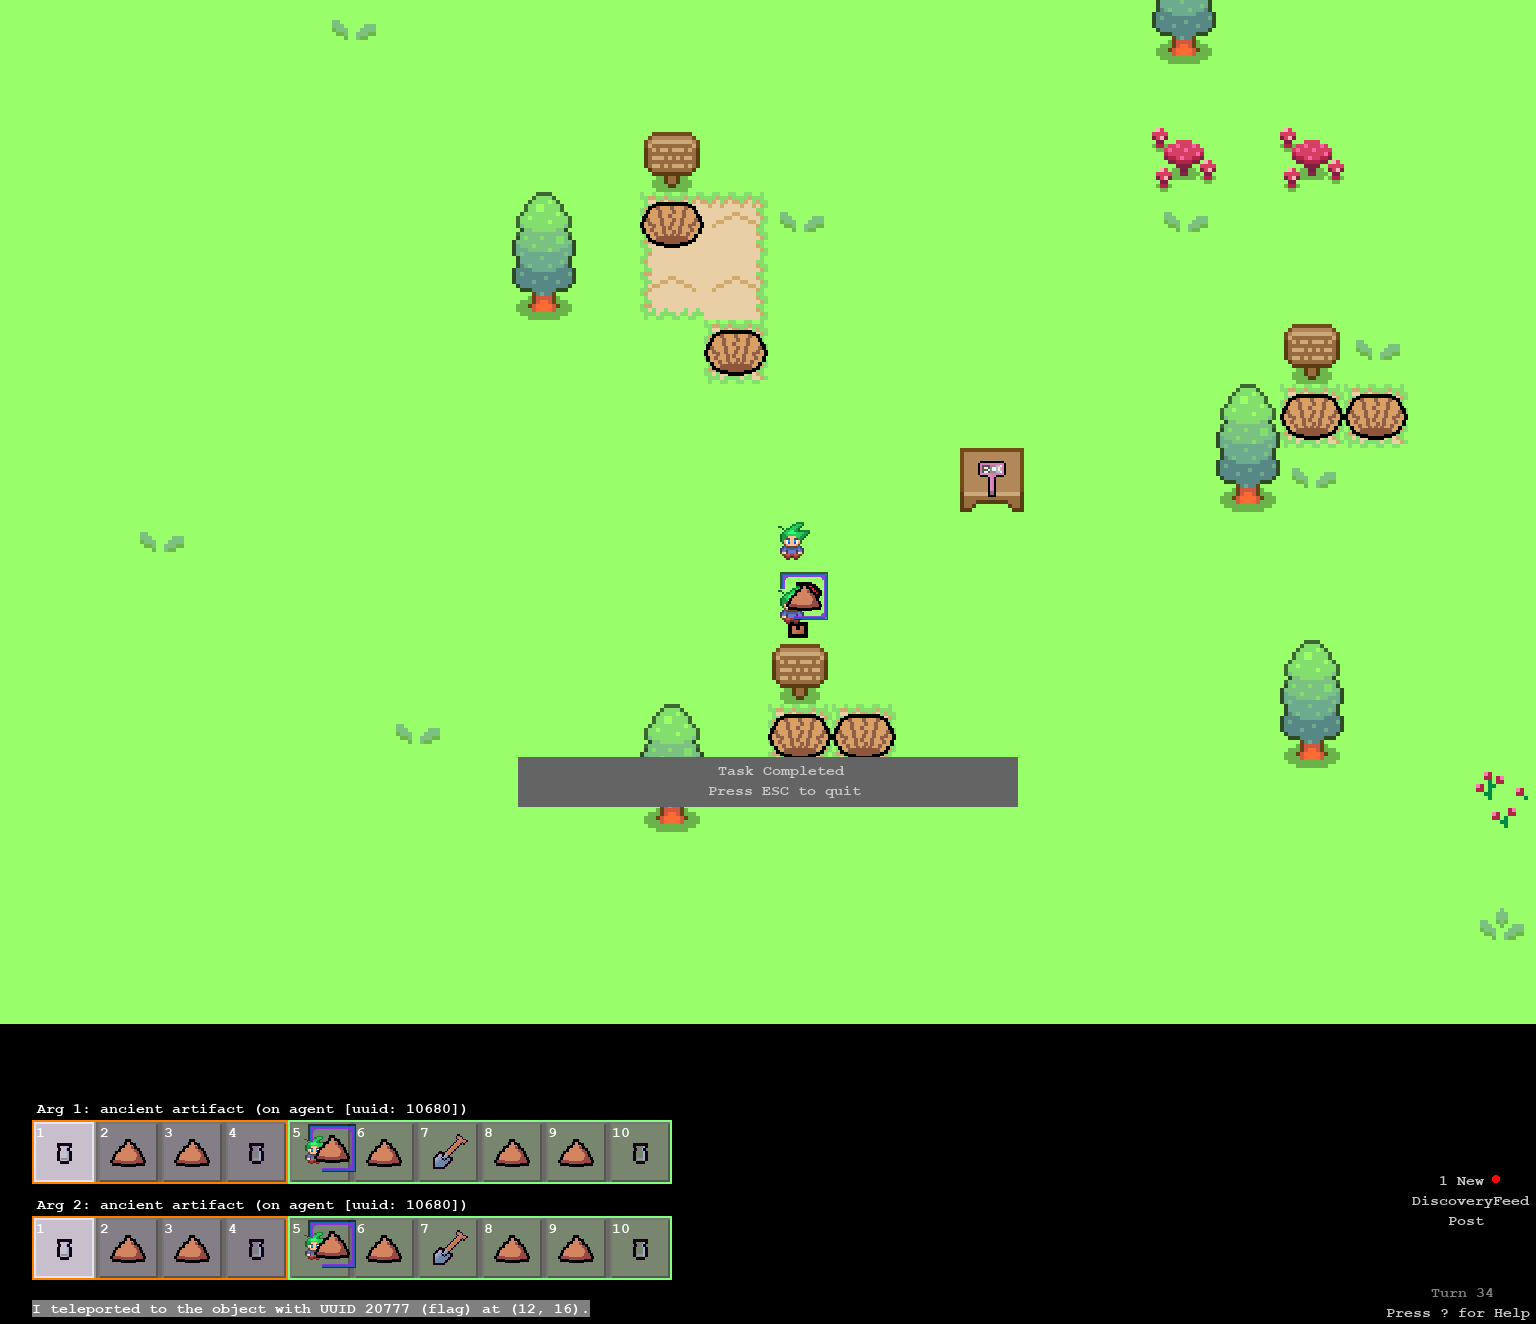 Task Completed
Press ESC to quit
Arg 1: ancient artifact (on agent [uuid: 10680])
1 2 3 4 5 6 7 8 9 10
Arg 2: ancient artifact (on agent [uuid: 10680])
1 2 3 4 5 6 7 8 9 10
1 New
DiscoveryFeed
Post
I teleported to the object with UUID 20777 (flag) at (12, 16).
Turn 34
Press ? for Help